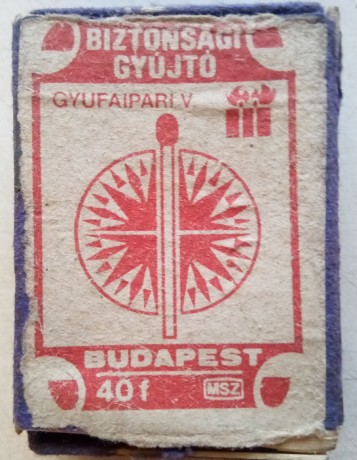 BIZTONSÁGI
GYÚJTÓ
GYUFAIPARI V.
BUDAPEST
40 f MSZ